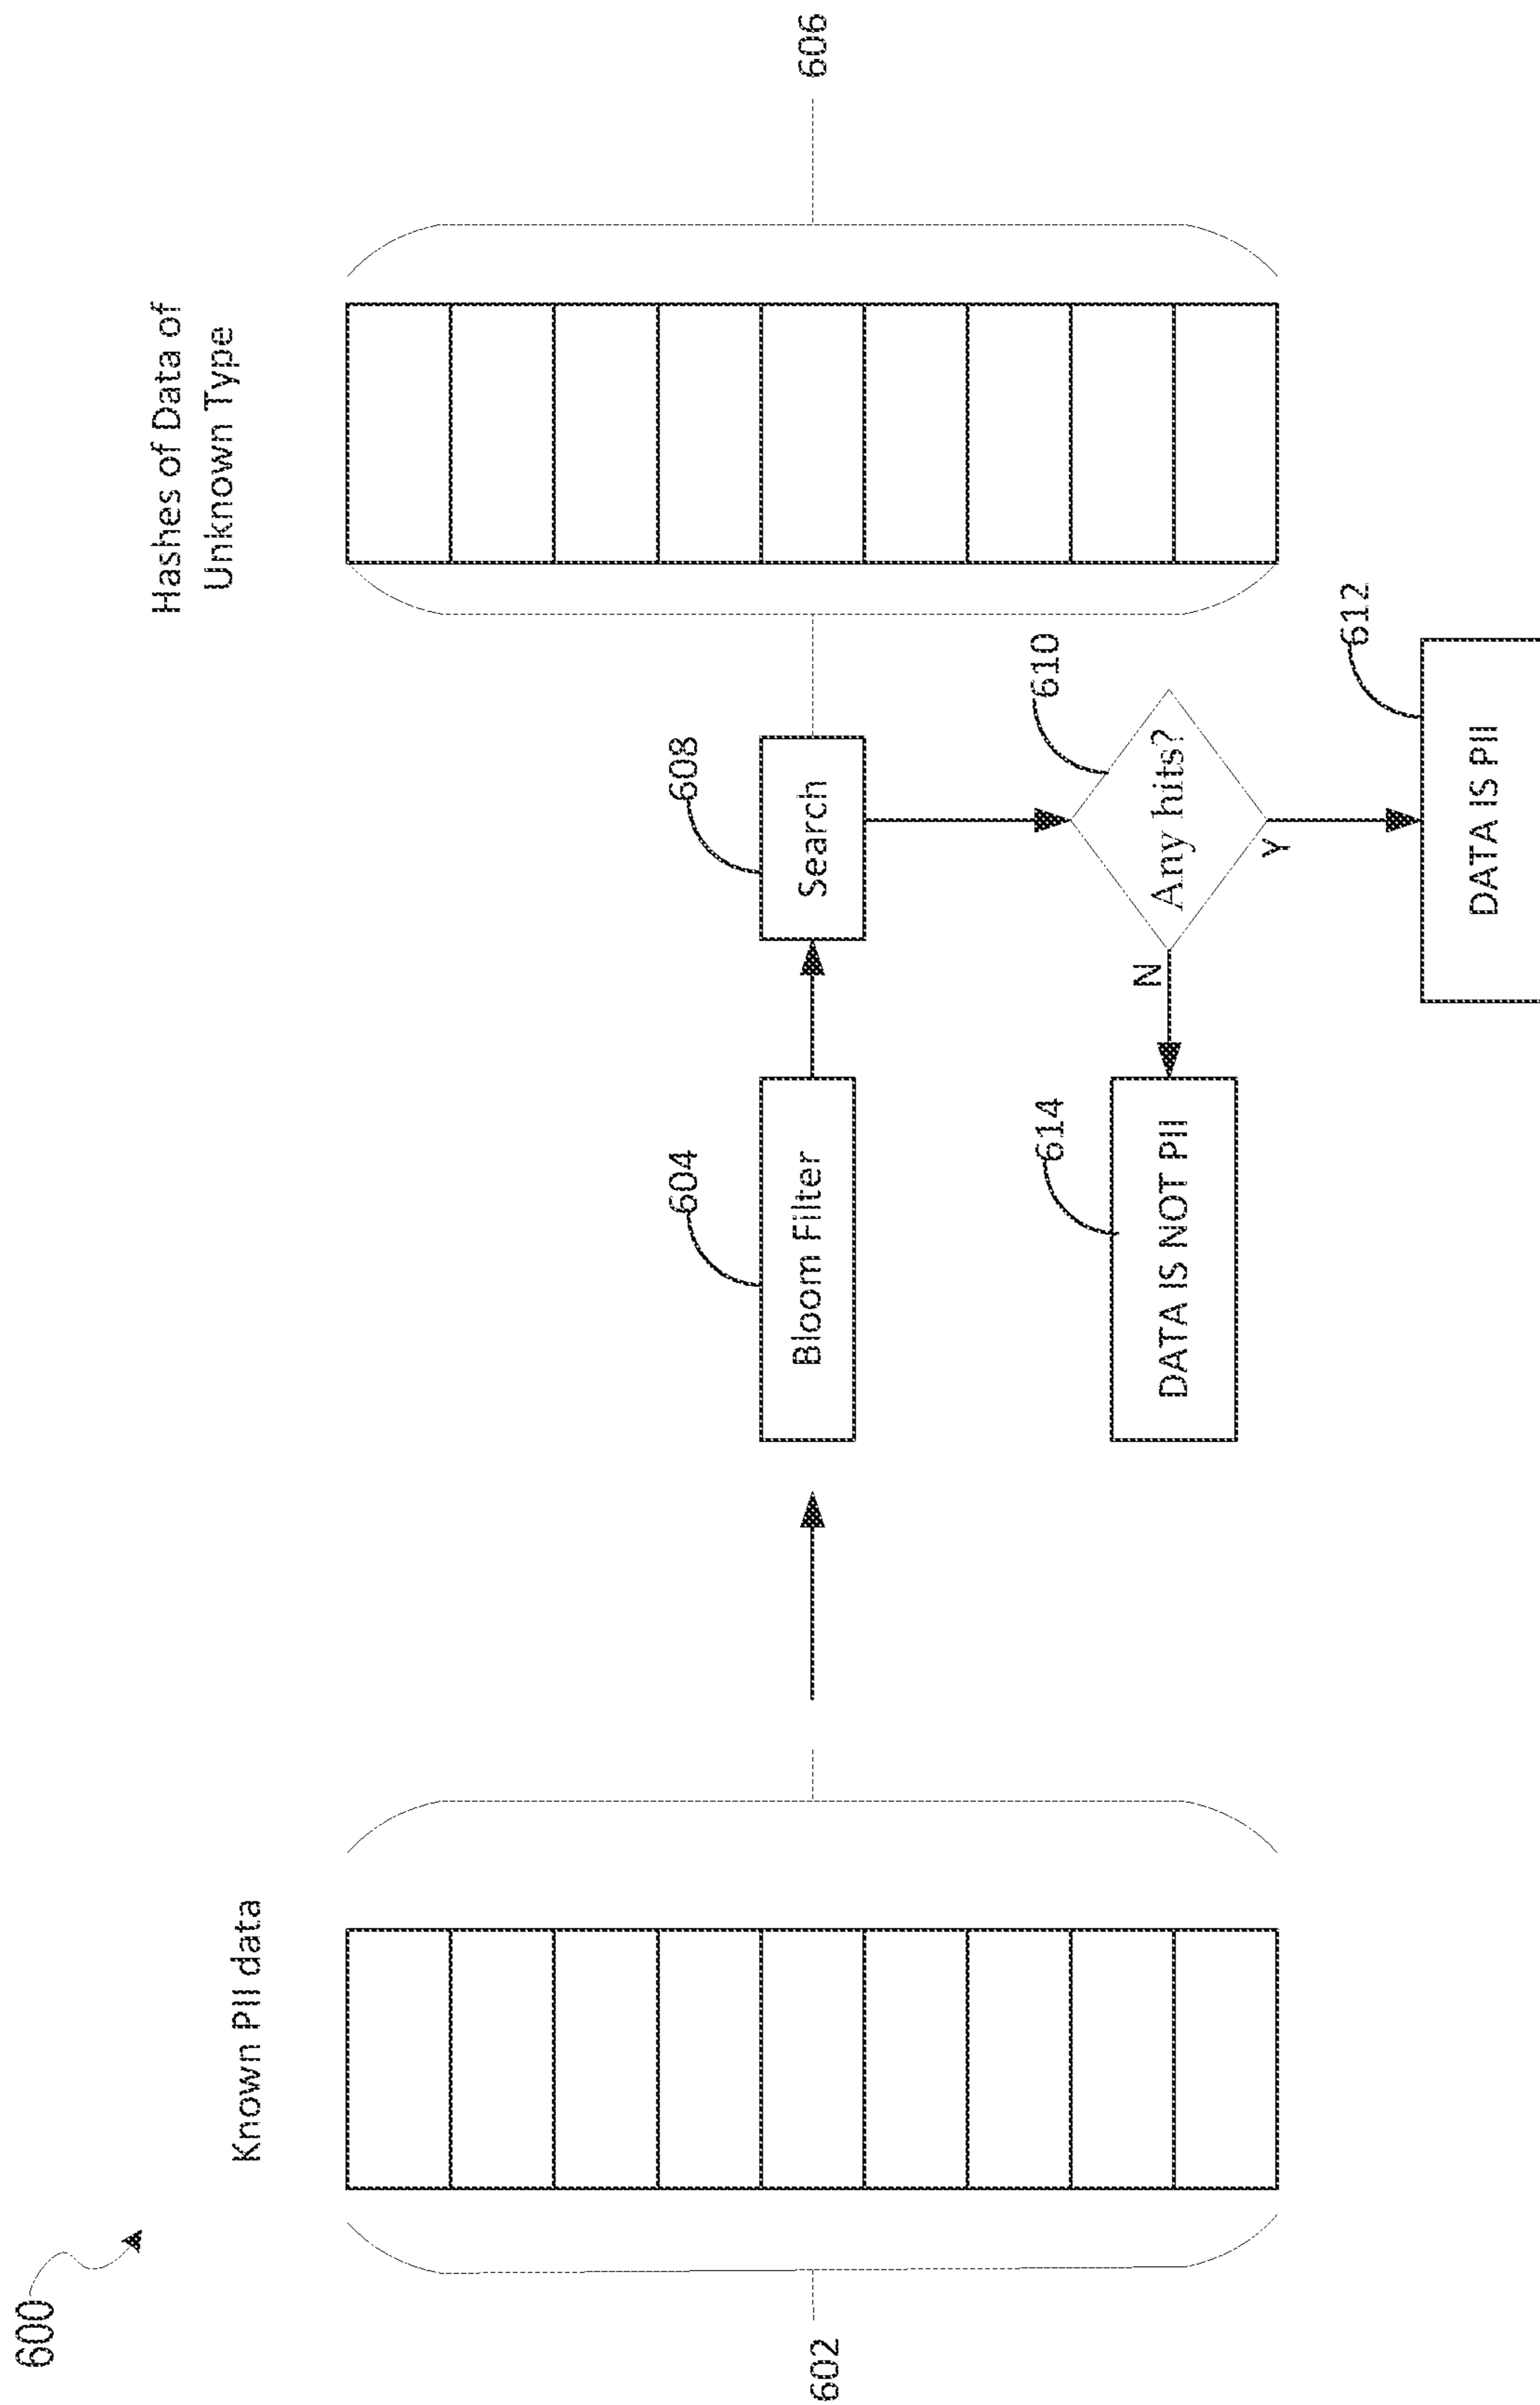 600
Known PII data
Hashes of Data of
Unknown Type
602
604
Bloom Filter
608
Search
606
614
DATA IS NOT PII
N
610
Any hits?
Y
612
DATA IS PII